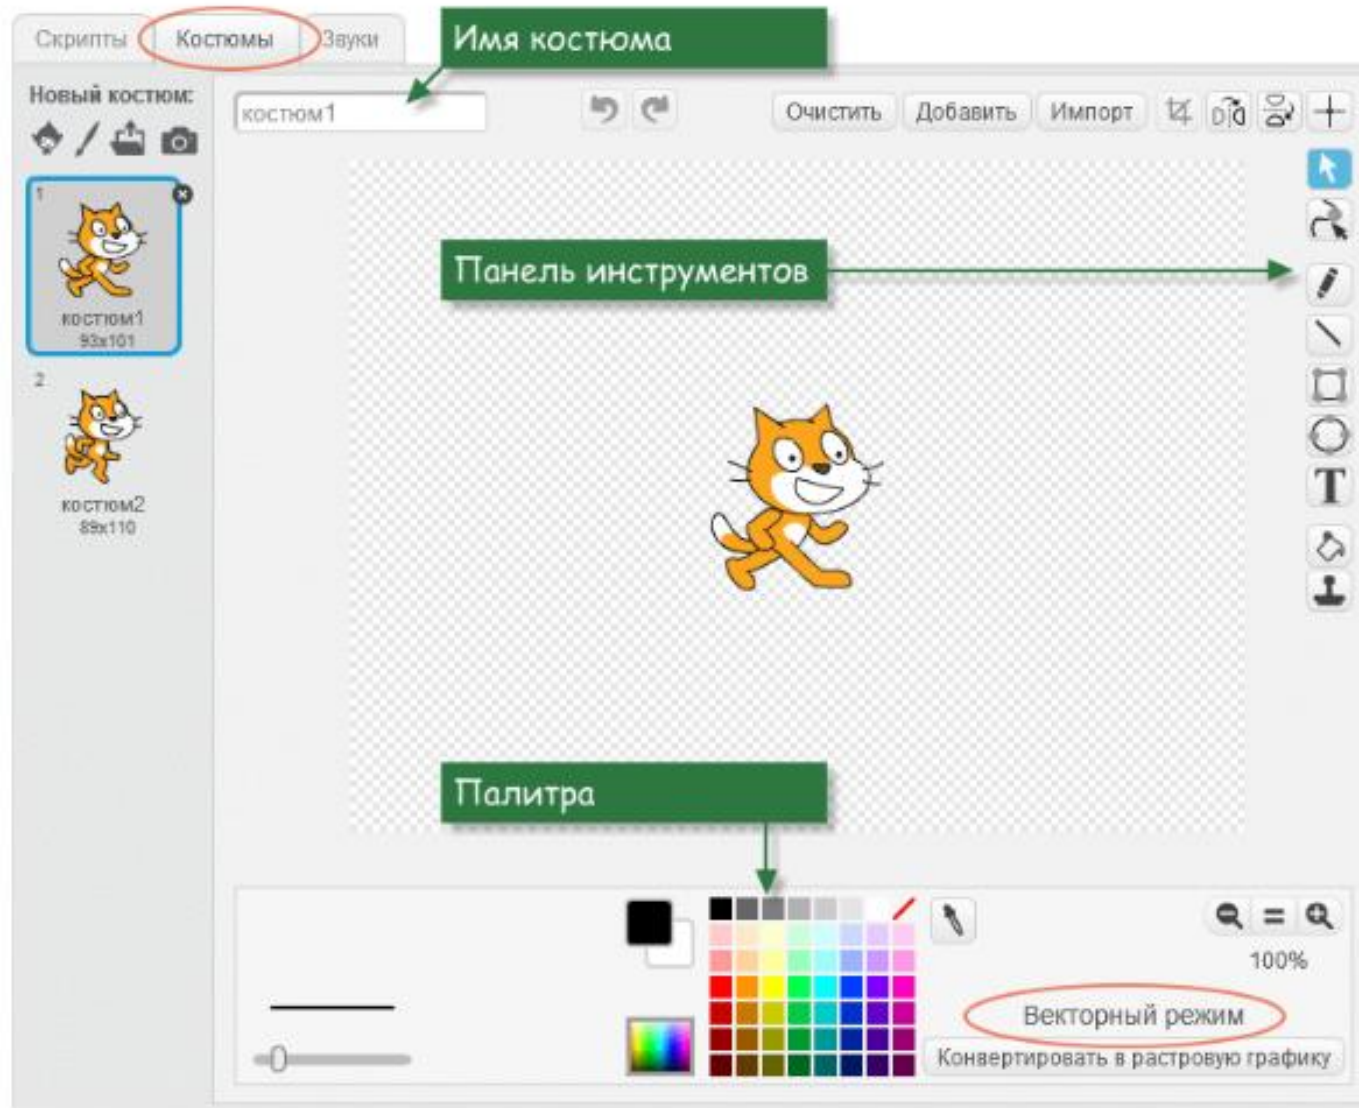 Скрипты Костюмы Звуки
Имя костюма
Новый костюм:
костюм1
Очистить Добавить Импорт
1
костюм1
93x101
2
костюм2
89x110
Панель инструментов
T
Палитра
100%
Векторный режим
Конвертировать в растровую графику